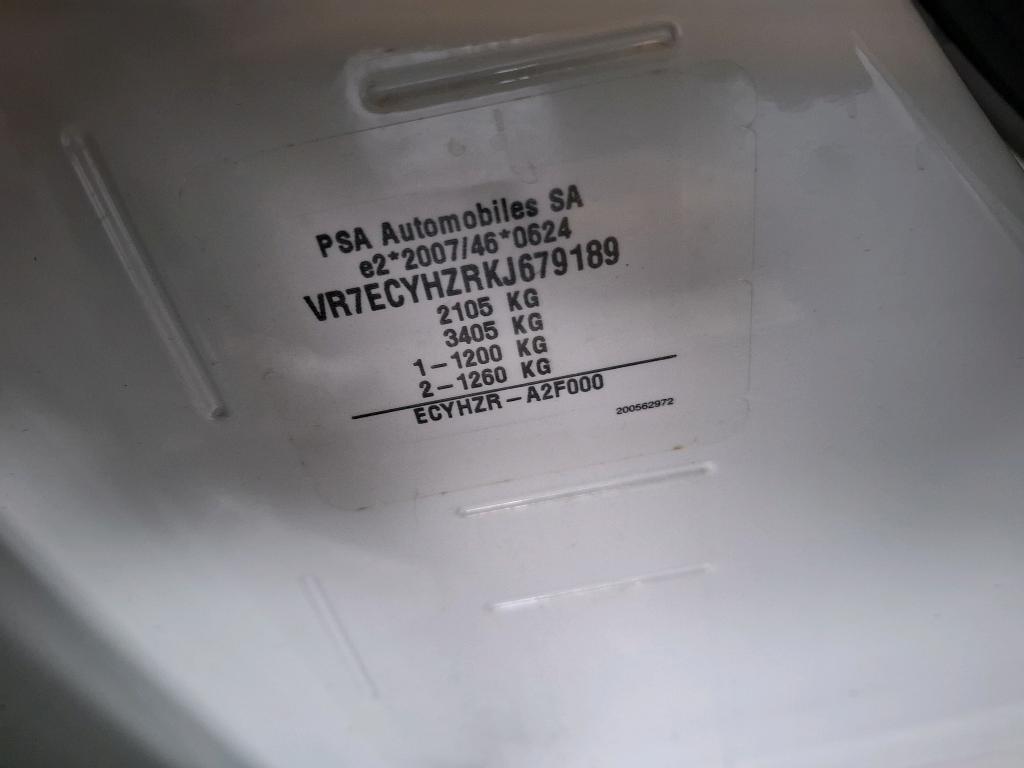 PSA Automobiles SA
e2*2007/46*0624
VR7ECYHZRKJ679189
2105 KG
3405 KG
1-1200 KG
2-1260 KG
ECYHZR-A2F000
200562972